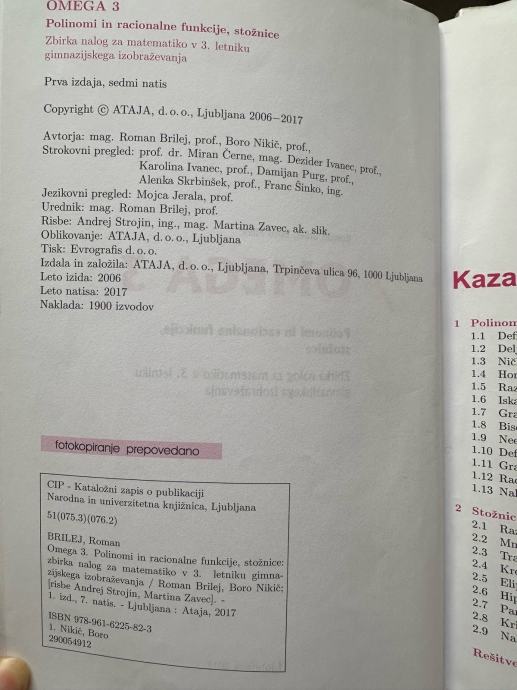 OMEGA 3
Polinomi in racionalne funkcije, stožnice
Zbirka nalog za matematiko v 3. letniku
gimnazijskega izobraževanja
Prva izdaja, sedmi natis
Copyright © ATAJA, d. o. o., Ljubljana 2006–2017
Avtorja: mag. Roman Brilej, prof., Boro Nikič, prof.,
Strokovni pregled: prof. dr. Miran Černe, mag. Dezider Ivanec, prof.,
Karolina Ivanec, prof., Damijan Purg, prof.,
Alenka Skrbinšek, prof., Franc Šinko, ing.
Jezikovni pregled: Mojca Jerala, prof.
Urednik: mag. Roman Brilej, prof.
Risbe: Andrej Strojin, ing., mag. Martina Zavec, ak. slik.
Oblikovanje: ATAJA, d. o. o., Ljubljana
Tisk: Evrografis d. o. o.
Izdala in založila: ATAJA, d. o. o., Ljubljana, Trpinčeva ulica 96, 1000 Ljubljana
Leto izida: 2006
Leto natisa: 2017
Naklada: 1900 izvodov
fotokopiranje prepovedano
CIP - Kataložni zapis o publikaciji
Narodna in univerzitetna knjižnica, Ljubljana
51(075.3)(076.2)
BRILEJ, Roman
Omega 3. Polinomi in racionalne funkcije, stožnice:
zbirka nalog za matematiko v 3. letniku gimna-
zijskega izobraževanja / Roman Brilej, Boro Nikič;
[risbe Andrej Strojin, Martina Zavec]. -
1. izd., 7. natis. - Ljubljana : Ataja, 2017
ISBN 978-961-6225-82-3
1. Nikič, Boro
290054912
Kaza
1 Polinom
1.1 Defi
1.2 Delj
1.3 Nič
1.4 Hor
1.5 Raz
1.6 Iska
1.7 Gra
1.8 Bise
1.9 Nee
1.10 Def
1.11 Gra
1.12 Rac
1.13 Nal
2 Stožnic
2.1 Raz
2.2 Mn
2.3 Tra
2.4 Kro
2.5 Elip
2.6 Hip
2.7 Par
2.8 Kri
2.9 Na
Rešitve